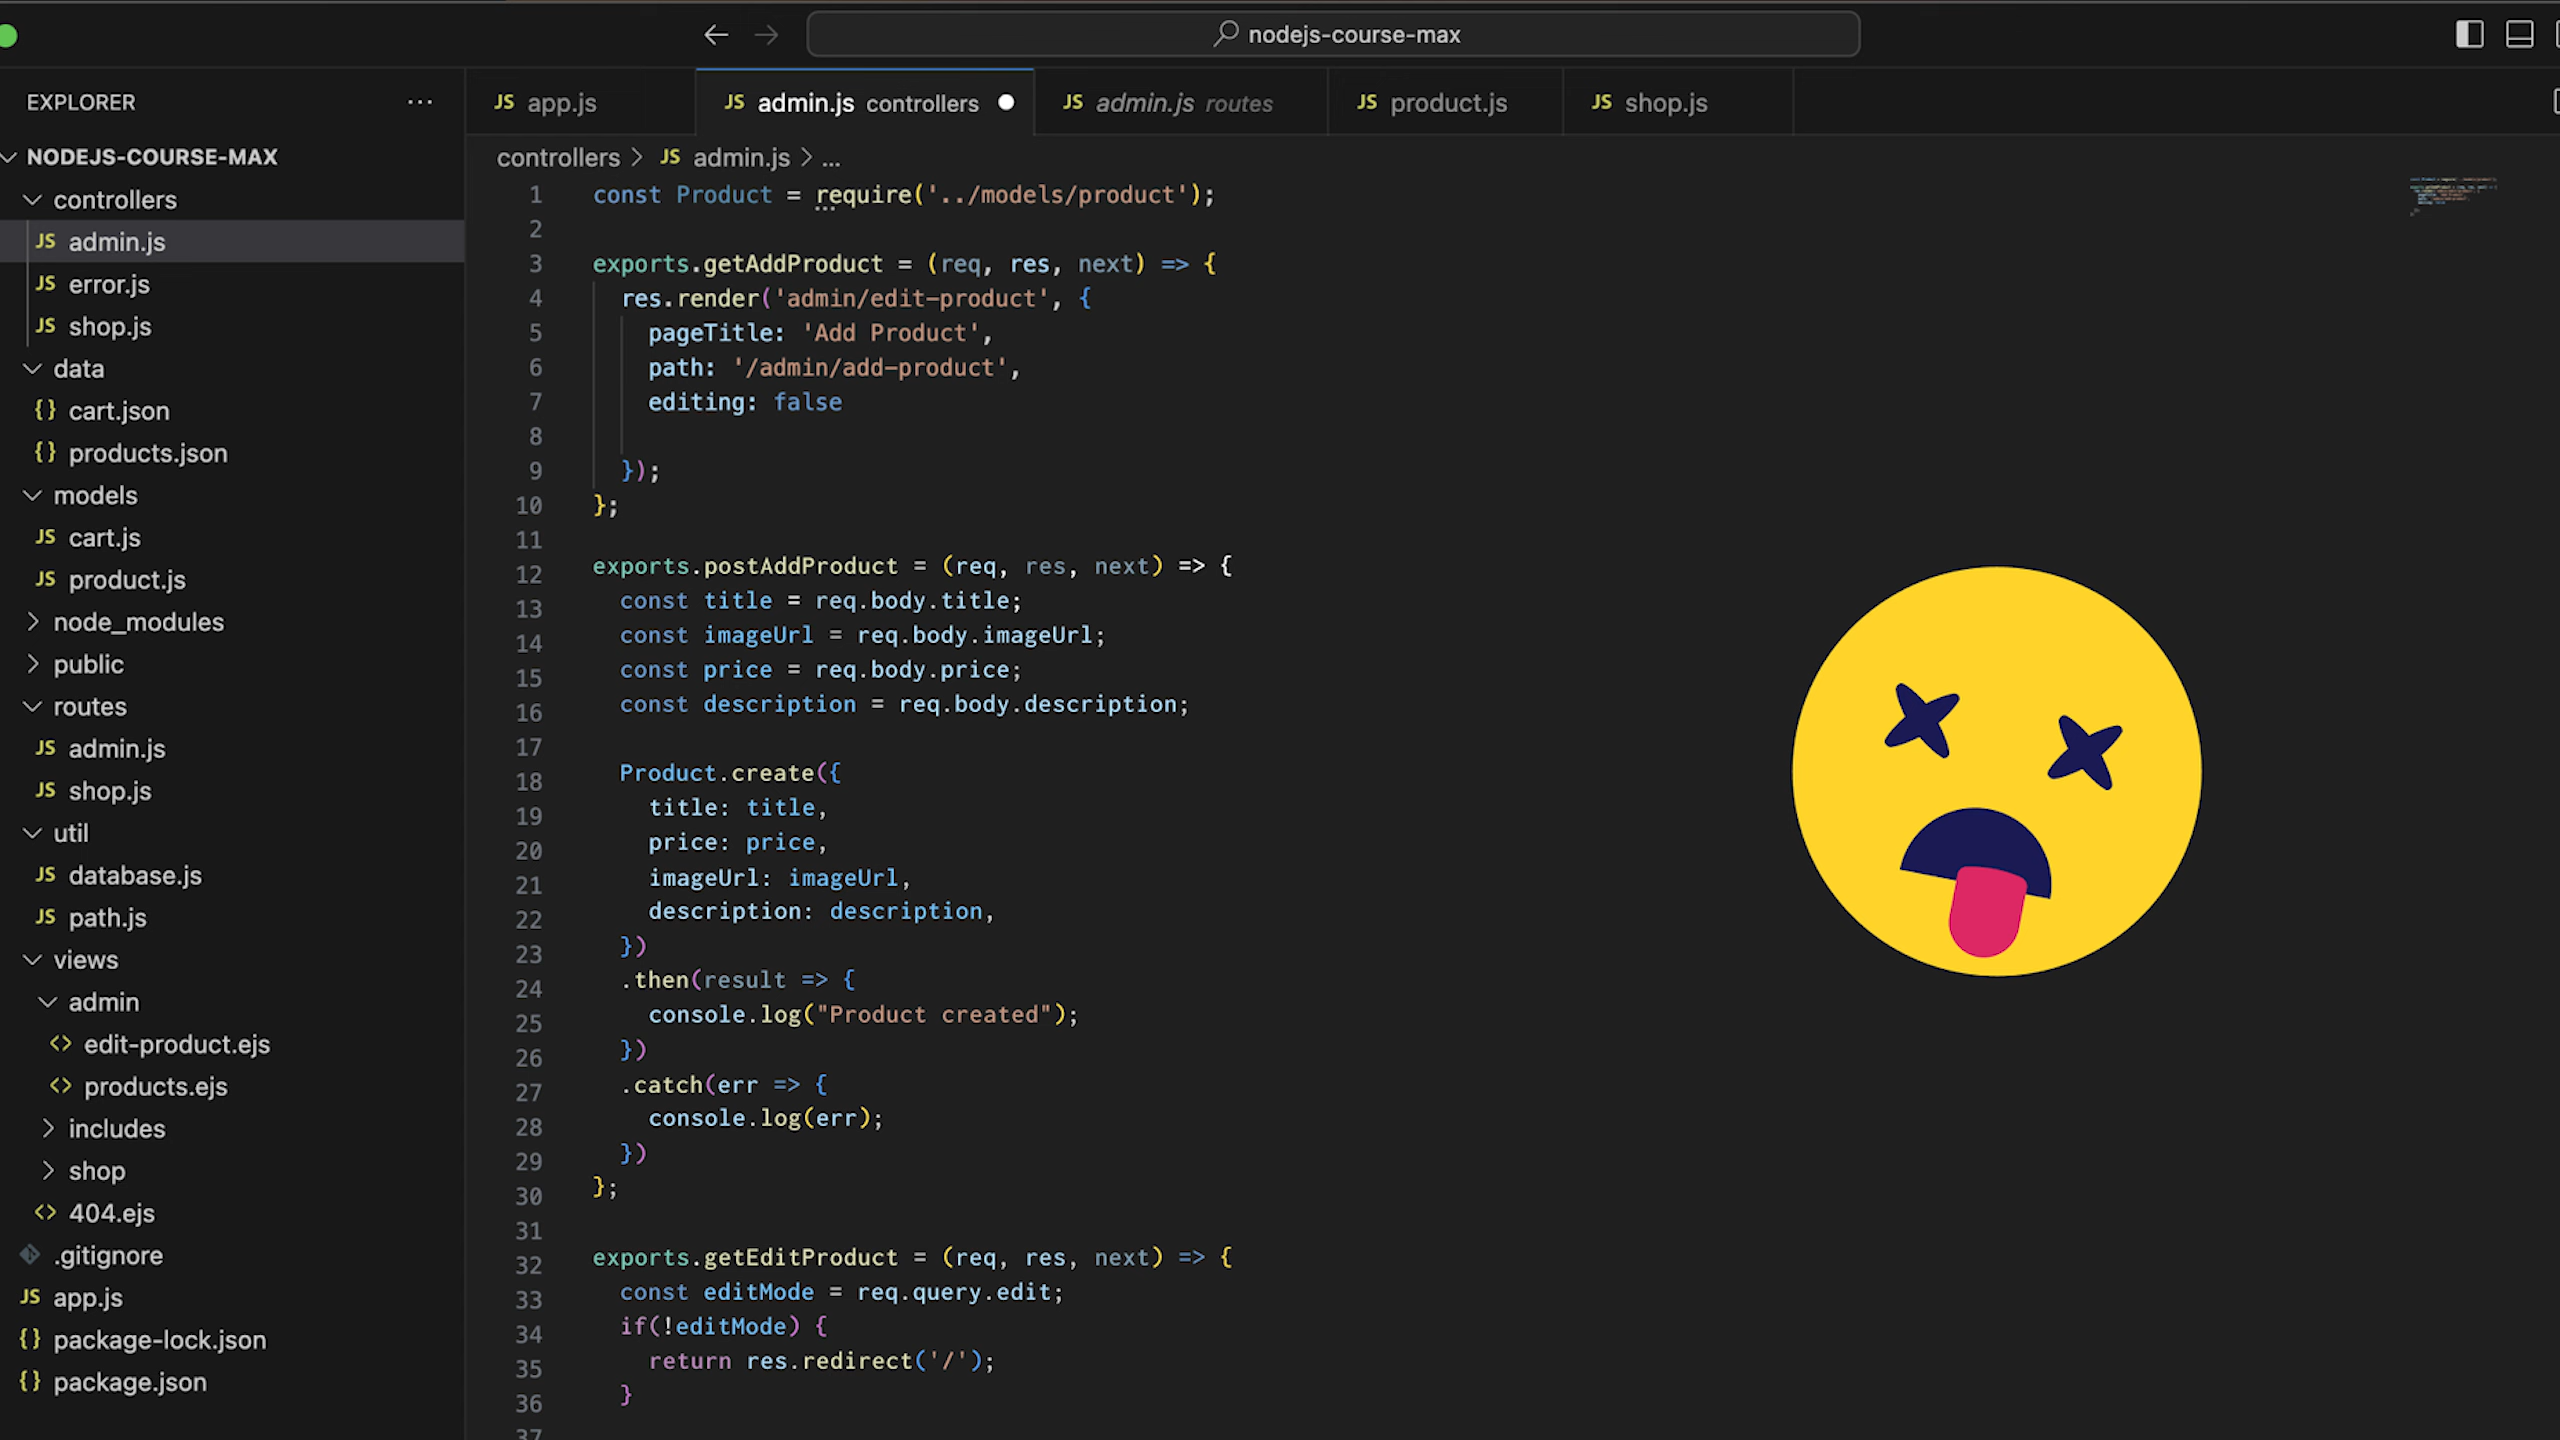 nodejs-course-max
EXPLORER ...
JS app.js
JS admin.js controllers
JS admin.js routes
JS product.js
JS shop.js
NODEJS-COURSE-MAX
controllers
JS admin.js
JS error.js
JS shop.js
data
{} cart.json
{} products.json
models
JS cart.js
JS product.js
node_modules
public
routes
JS admin.js
JS shop.js
util
JS database.js
JS path.js
views
admin
<> edit-product.ejs
<> products.ejs
includes
shop
<> 404.ejs
.gitignore
JS app.js
{} package-lock.json
{} package.json
controllers > JS admin.js > ...
1 const Product = require('../models/product');
2
3 exports.getAddProduct = (req, res, next) => {
4 res.render('admin/edit-product', {
5 pageTitle: 'Add Product',
6 path: '/admin/add-product',
7 editing: false
8
9 });
10 };
11
12 exports.postAddProduct = (req, res, next) => {
13 const title = req.body.title;
14 const imageUrl = req.body.imageUrl;
15 const price = req.body.price;
16 const description = req.body.description;
17
18 Product.create({
19 title: title,
20 price: price,
21 imageUrl: imageUrl,
22 description: description,
23 })
24 .then(result => {
25 console.log("Product created");
26 })
27 .catch(err => {
28 console.log(err);
29 })
30 };
31
32 exports.getEditProduct = (req, res, next) => {
33 const editMode = req.query.edit;
34 if(!editMode) {
35 return res.redirect('/');
36 }
37